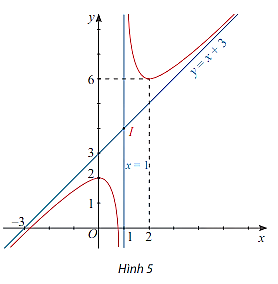 y
6
y = x + 3
I
3
x = 1
2
1
−3
O
1
2
x
Hình 5